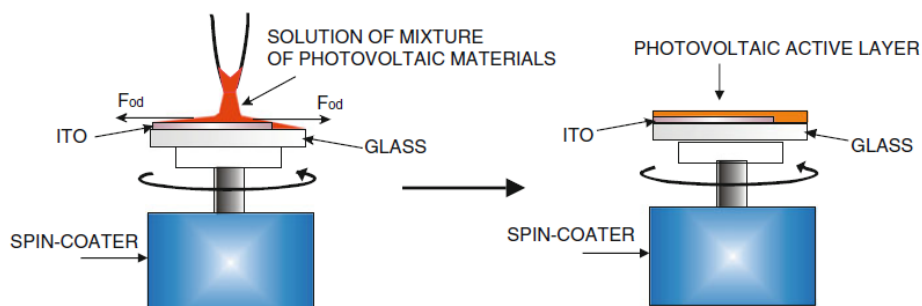 SOLUTION OF MIXTURE
OF PHOTOVOLTAIC MATERIALS
Fod
Fod
ITO
GLASS
SPIN-COATER
PHOTOVOLTAIC ACTIVE LAYER
ITO
GLASS
SPIN-COATER